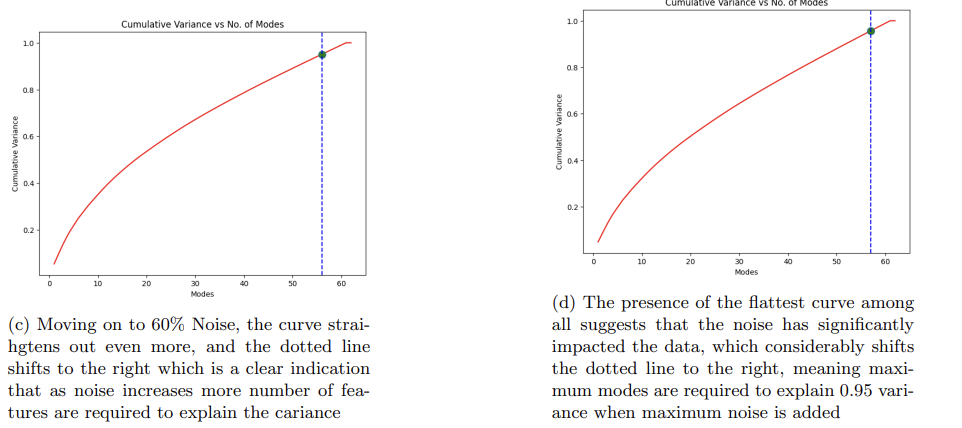 Cumulative Variance vs No. of Modes
1.0
0.8
0.6
0.4
0.2
Cumulative Variance
0 10 20 30 40 50 60
Modes
(c) Moving on to 60% Noise, the curve strai-
hgtens out even more, and the dotted line
shifts to the right which is a clear indication
that as noise increases more number of fea-
tures are required to explain the cariance
Cumulative Variance vs No. of Modes
1.0
0.8
0.6
0.4
0.2
Cumulative Variance
0 10 20 30 40 50 60
Modes
(d) The presence of the flattest curve among
all suggests that the noise has significantly
impacted the data, which considerably shifts
the dotted line to the right, meaning maxi-
mum modes are required to explain 0.95 vari-
ance when maximum noise is added